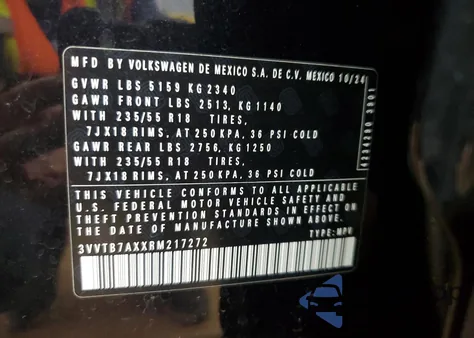 MFD BY VOLKSWAGEN DE MEXICO S.A. DE C.V. MEXICO 10/24
GVWR LBS 5159 KG 2340
GAWR FRONT LBS 2513, KG 1140
WITH 235/55 R18 TIRES,
7JX18 RIMS, AT 250 KPA, 36 PSI COLD
GAWR REAR LBS 2756, KG 1250
WITH 235/55 R18 TIRES,
7JX18 RIMS, AT 250 KPA, 36 PSI COLD
THIS VEHICLE CONFORMS TO ALL APPLICABLE
U.S. FEDERAL MOTOR VEHICLE SAFETY AND
THEFT PREVENTION STANDARDS IN EFFECT ON
THE DATE OF MANUFACTURE SHOWN ABOVE.
3VVTB7AXXRM217272 TYPE: MPV